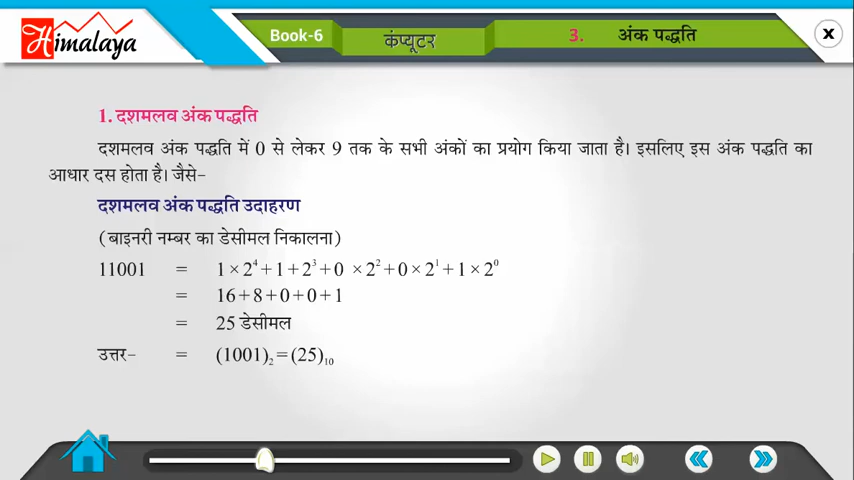 Himalaya
Book-6
कंप्यूटर
3. अंक पद्धति
X
1. दशमलव अंक पद्धति
दशमलव अंक पद्धति में 0 से लेकर 9 तक के सभी अंकों का प्रयोग किया जाता है। इसलिए इस अंक पद्धति का
आधार दस होता है। जैसे-
दशमलव अंक पद्धति उदाहरण
(बाइनरी नम्बर का डेसीमल निकालना)
11001 = 1 × 2⁴ + 1 + 2³ + 0 × 2² + 0 × 2¹ + 1 × 2⁰
= 16 + 8 + 0 + 0 + 1
= 25 डेसीमल
उत्तर- = (1001)₂ = (25)₁₀